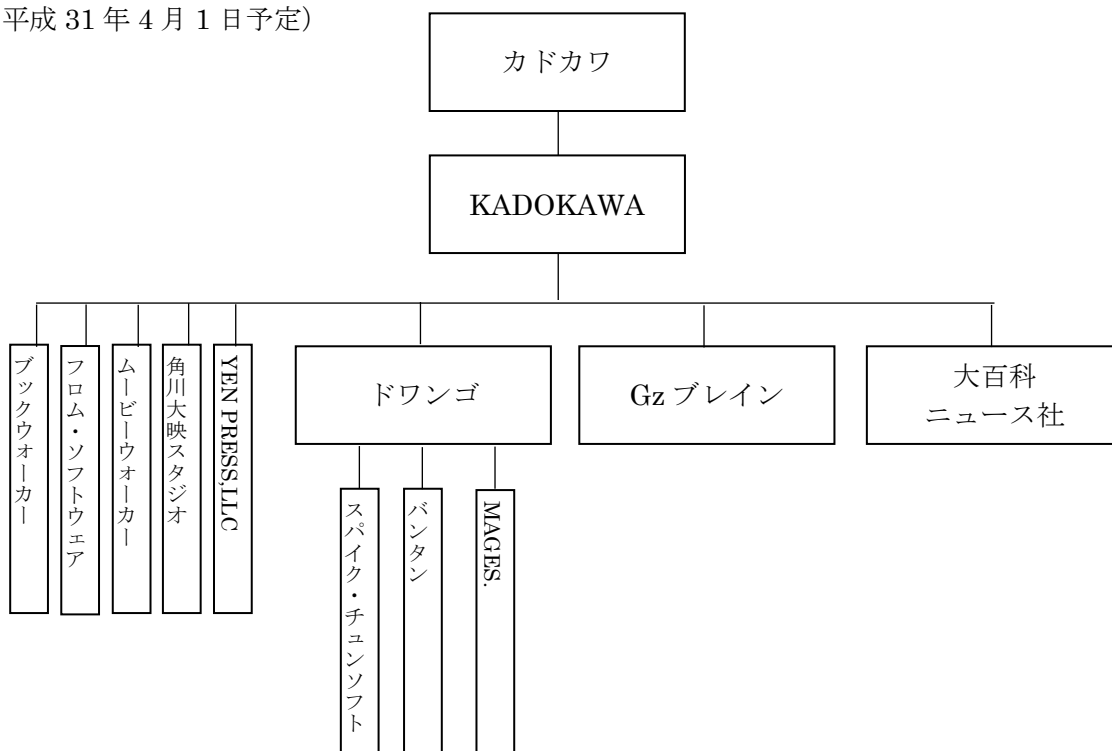 平成 31 年 4 月 1 日予定）
カドカワ
KADOKAWA
ブックウォーカー
フロム・ソフトウェア
ムービーウォーカー
角川大映スタジオ
YEN PRESS,LLC
ドワンゴ
Gz ブレイン
大百科
ニュース社
スパイク・チュンソフト
バンタン
MAGES.